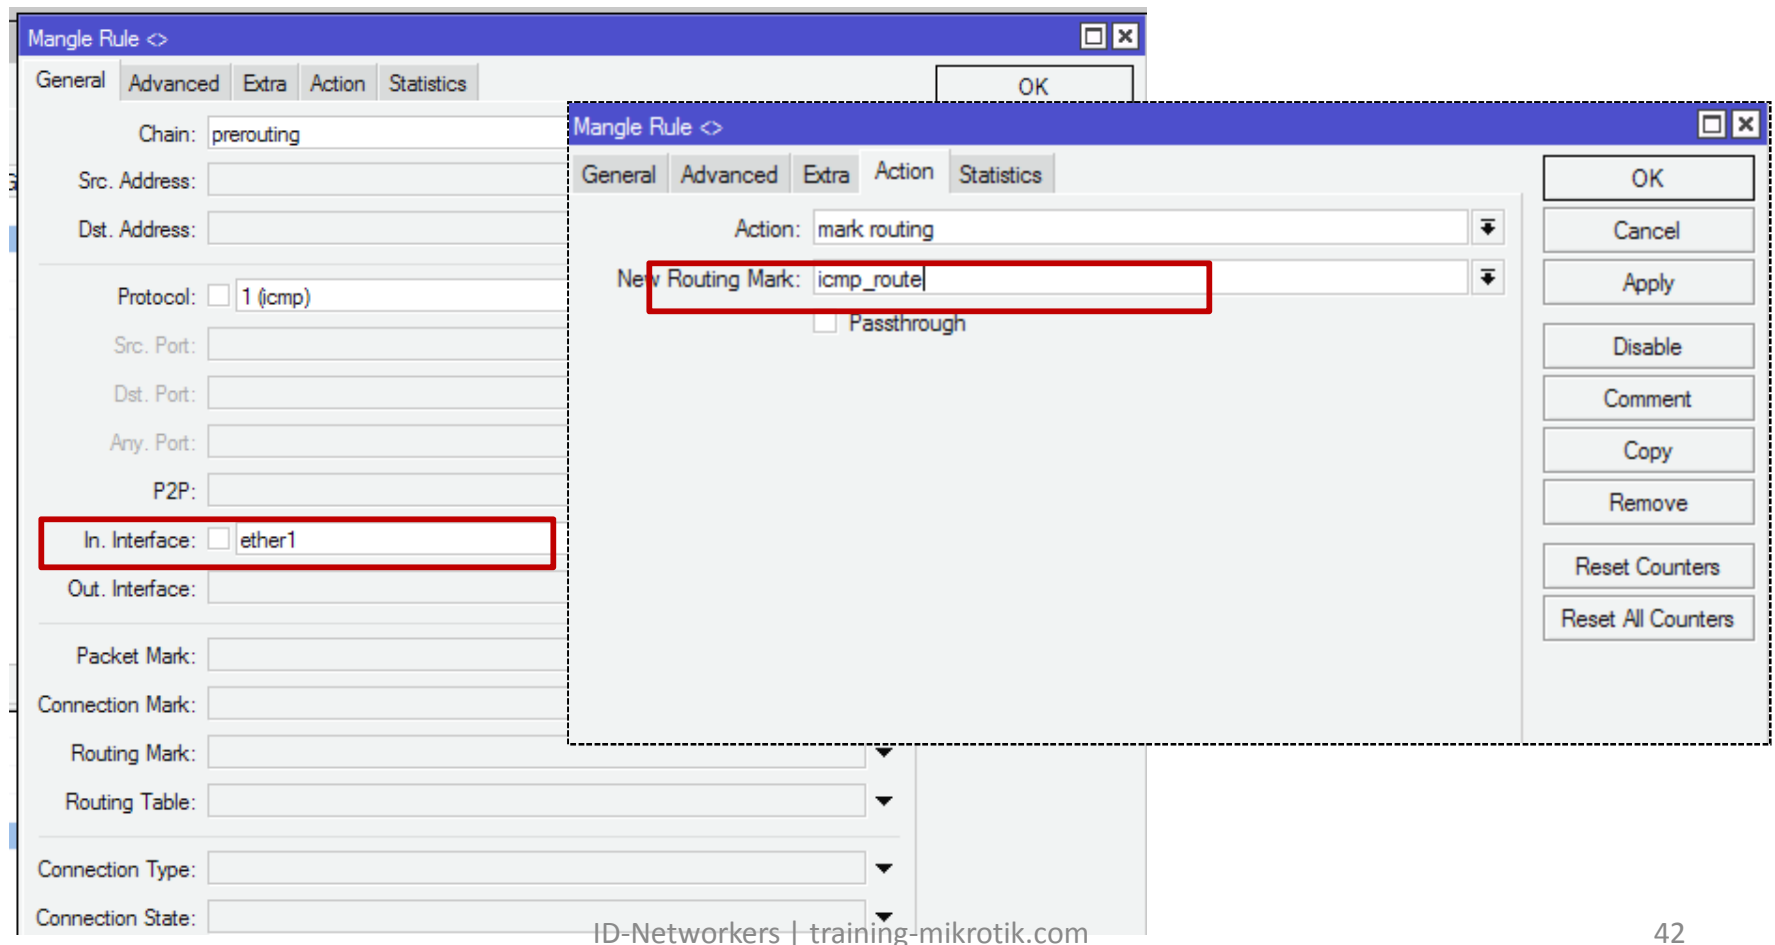 Mangle Rule <>
General Advanced Extra Action Statistics
OK
Chain: prerouting
Src. Address:
Dst. Address:
Protocol: 1 (icmp)
Src. Port:
Dst. Port:
Any. Port:
P2P:
In. Interface: ether1
Out. Interface:
Packet Mark:
Connection Mark:
Routing Mark:
Routing Table:
Connection Type:
Connection State:
Mangle Rule <>
General Advanced Extra Action Statistics
Action: mark routing
New Routing Mark: icmp_route
Passthrough
OK
Cancel
Apply
Disable
Comment
Copy
Remove
Reset Counters
Reset All Counters
ID-Networkers | training-mikrotik.com
42